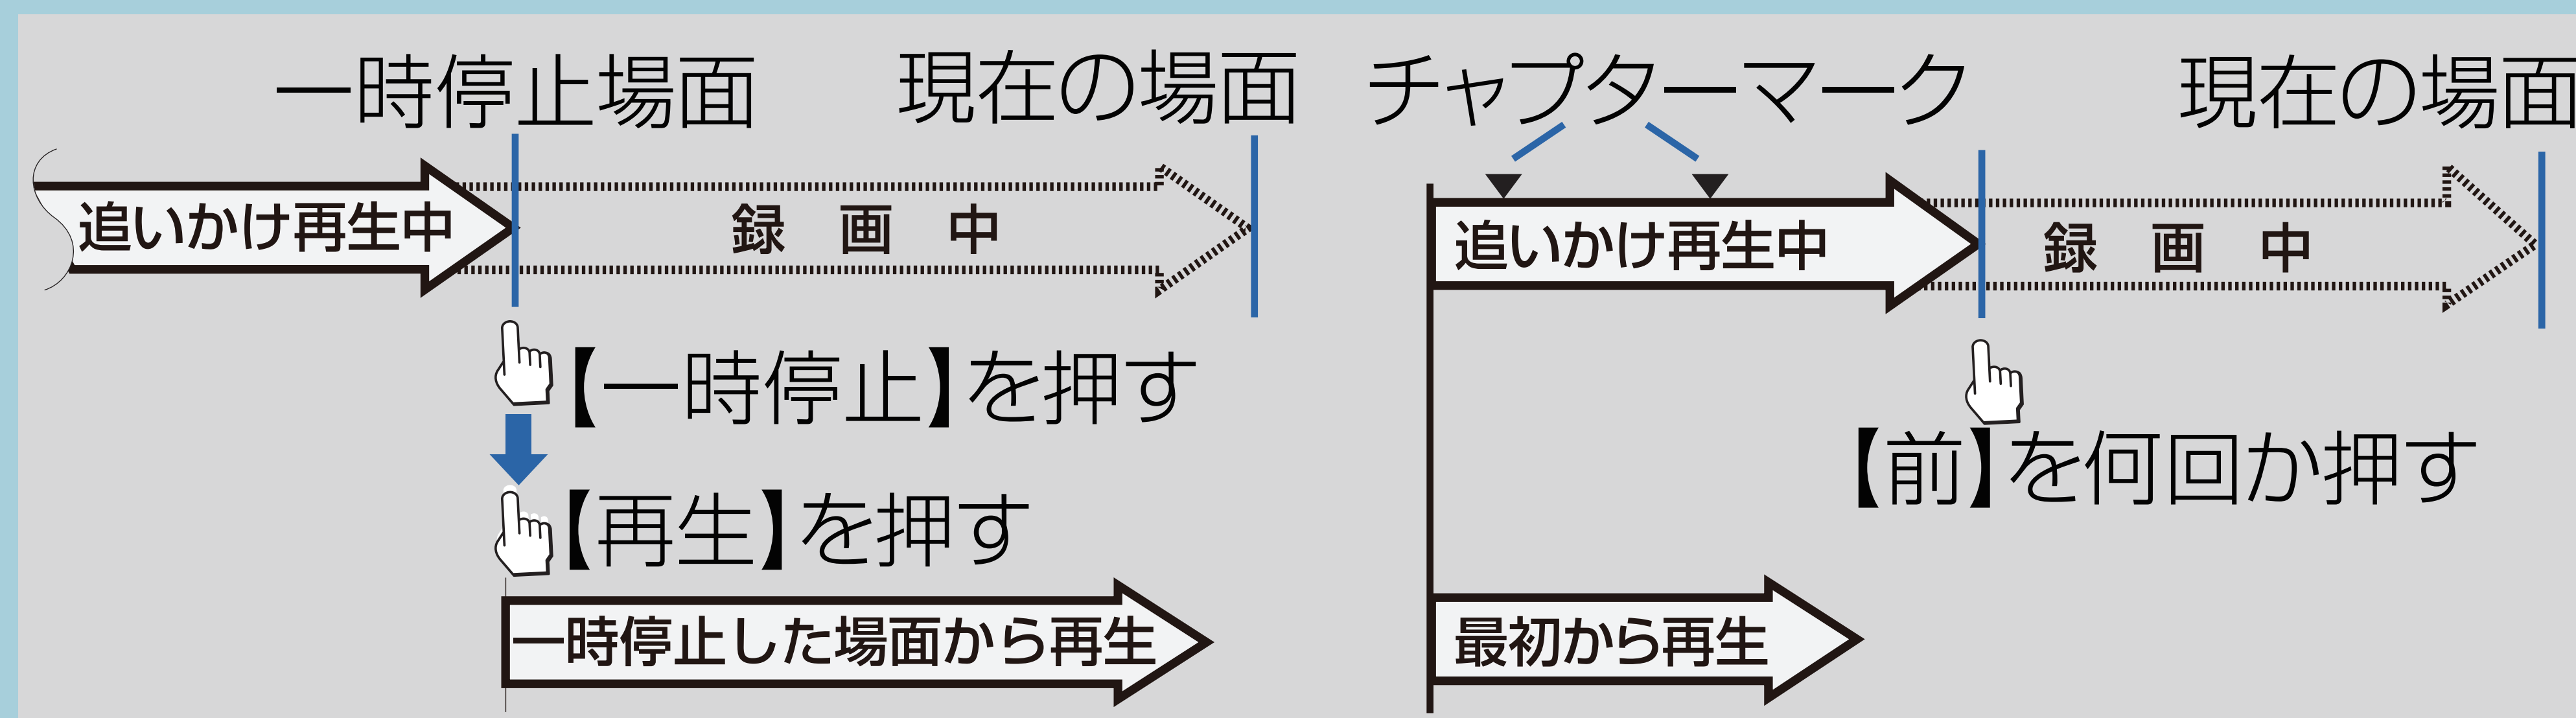 一時停止場面
現在の場面
追いかけ再生中
録画中
【一時停止】を押す
【再生】を押す
一時停止した場面から再生
チャプターマーク
現在の場面
追いかけ再生中
録画中
【前】を何回か押す
最初から再生